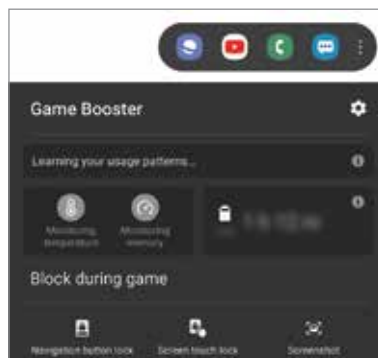 Game Booster
Learning your usage patterns...
Monitoring temperature
Monitoring memory
Block during game
Navigation button lock
Screen touch lock
Screenshot